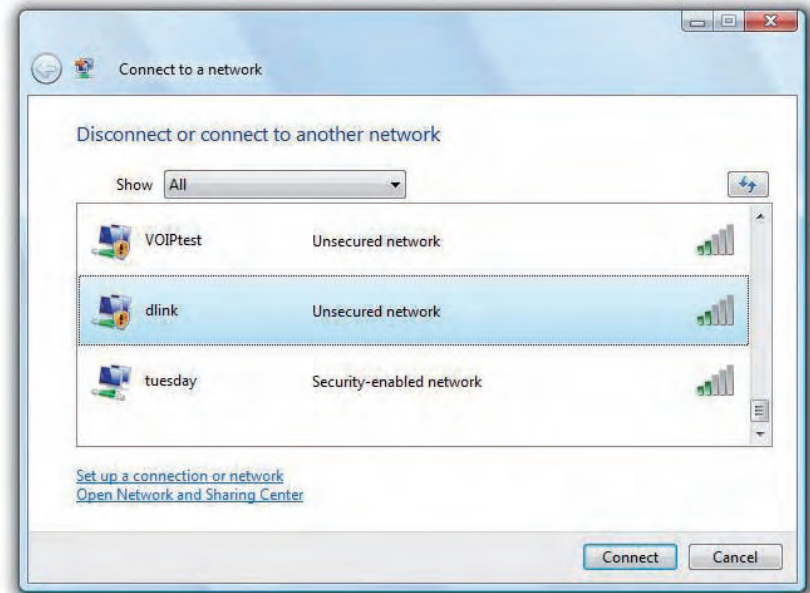 Connect to a network
Disconnect or connect to another network
Show All
VOIPtest Unsecured network
dlink Unsecured network
tuesday Security-enabled network
Set up a connection or network
Open Network and Sharing Center
Connect Cancel